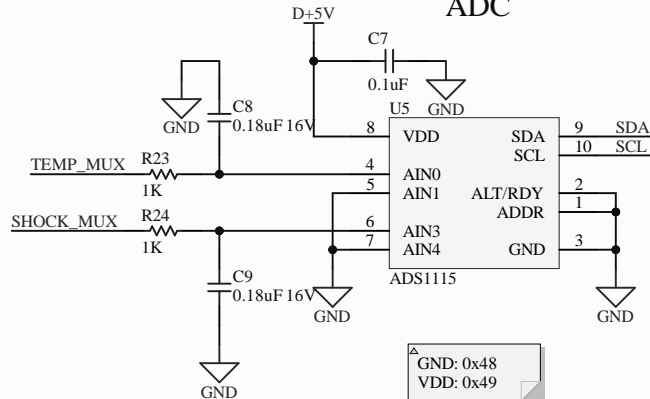 ADC
D+5V
C7
0.1uF
GND
U5
C8
0.18uF 16V
GND
8 VDD SDA 9 SDA
SCL 10 SCL
TEMP_MUX R23 4 AIN0
1K 5 AIN1 ALT/RDY 2
ADDR 1
SHOCK_MUX R24 6 AIN3
1K 7 AIN4 GND 3
ADS1115
C9
0.18uF 16V
GND
GND
GND
GND: 0x48
VDD: 0x49